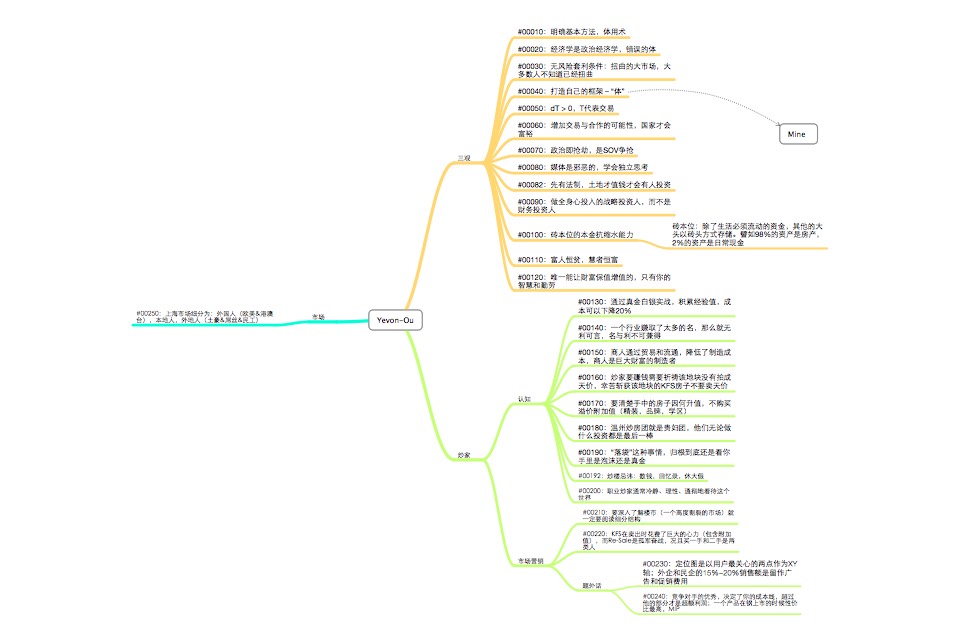 #00010：明确基本方法，体用术
#00020：经济学是政治经济学，错误的体
#00030：无风险套利条件：扭曲的大市场，大
多数人不知道已经扭曲
#00040：打造自己的框架-“体”
Mine
#00050：dT > 0，T代表交易
#00060：增加交易与合作的可能性，国家才会
富裕
三观
#00070：政治即抢劫，是SOV争抢
#00080：媒体是邪恶的，学会独立思考
#00082：先有法制，土地才值钱才会有人投资
#00090：做全身心投入的战略投资人，而不是
财务投资人
#00100：砖本位的本金抗缩水能力
砖本位：除了生活必须流动的资金，其他的大
头以砖头方式存储。譬如98%的资产是房产，
2%的资产是日常现金
#00110：富人恒贫，慧者恒富
#00120：唯一能让财富保值增值的，只有你的
智慧和勤劳
#00250：上海市场细分为：外国人（欧美&港澳
台），本地人，外地人（土豪&屌丝&民工）
市场
Yevon-Ou
#00130：通过真金白银实战，积累经验值，成
本可以下降20%
#00140：一个行业赚取了太多的名，那么就无
利可言，名与利不可兼得
#00150：商人通过贸易和流通，降低了制造成
本，商人是巨大财富的制造者
#00160：炒家要赚钱需要祈祷该地块没有拍成
天价，幸苦斩获该地块的KFS房子不要卖天价
认知
#00170：要清楚手中的房子因何升值，不购买
溢价附加值（精装，品牌，学区）
#00180：温州炒房团就是贵妇团，他们无论做
什么投资都是最后一棒
#00190：“落袋”这种事情，归根到底还是看你
手里是泡沫还是真金
#00192：炒楼忌讳：数钱，回忆录，休大假
#00200：职业炒家通常冷静、理性、通彻地看待这个
世界
炒家
#00210：要深入了解楼市（一个高度割裂的市场）就
一定要阅读细分结构
#00220：KFS在卖出时花费了巨大的心力（包含附加
值），而Re-Sale是孤军奋战，况且买一手和二手是两
类人
市场营销
#00230：定位图是以用户最关心的两点作为XY
轴；外企和民企的15%-20%销售额是留作广
告和促销费用
题外话
#00240：竞争对手的优秀，决定了你的成本线，超过
他的部分才是超额利润；一个产品在钢上市的时候性价
比最高，MIP